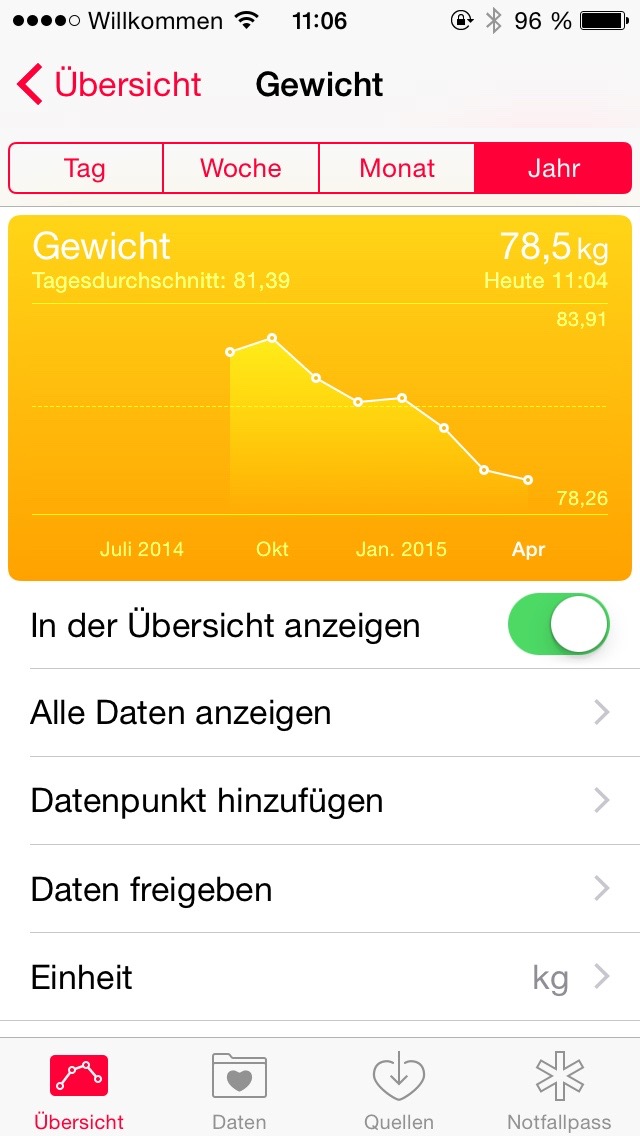 Willkommen 11:06 96 %
Übersicht Gewicht
Tag Woche Monat Jahr
Gewicht 78,5 kg
Tagesdurchschnitt: 81,39 Heute 11:04
83,91
78,26
Juli 2014 Okt Jan. 2015 Apr
In der Übersicht anzeigen
Alle Daten anzeigen
Datenpunkt hinzufügen
Daten freigeben
Einheit kg
Übersicht Daten Quellen Notfallpass